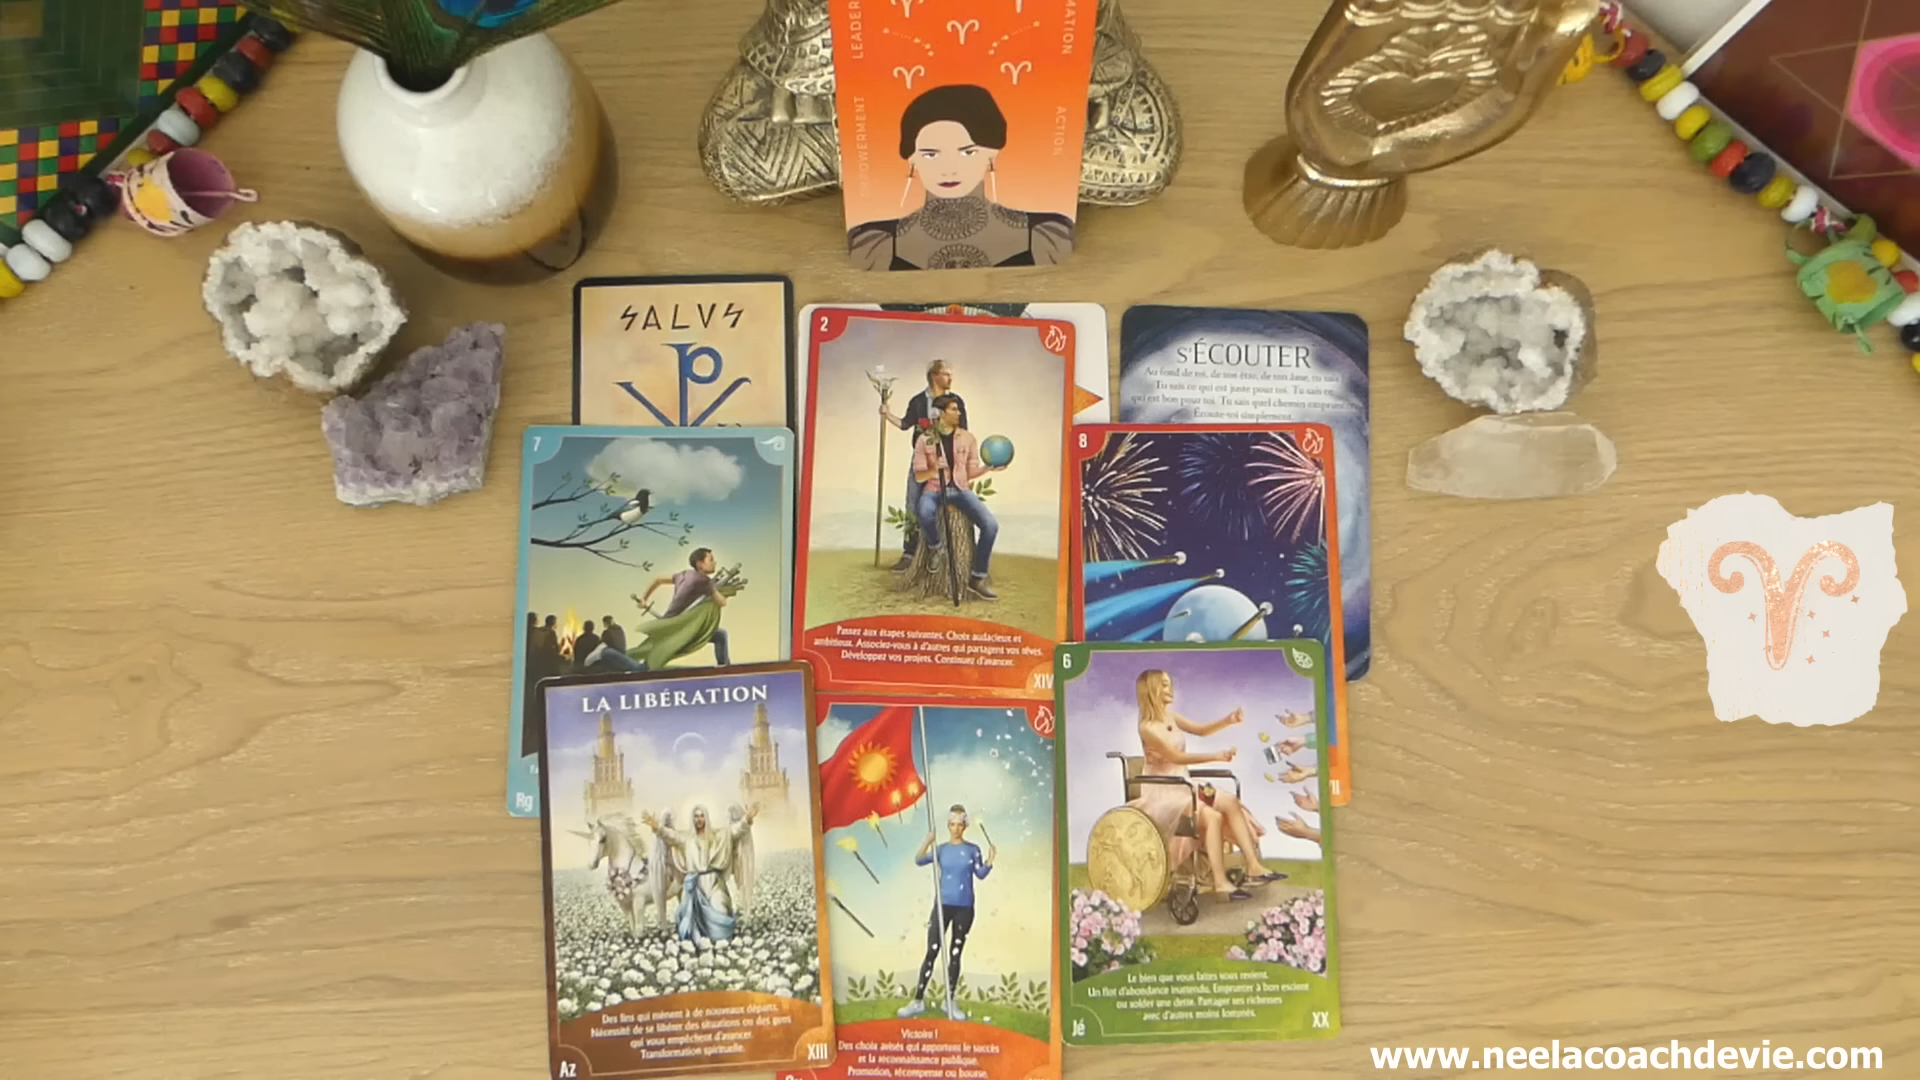 LEADER
MATION
EMPOWERMENT
ACTION
SALVS
s'ÉCOUTER
Au fond de toi, de ton être, de ton âme, tu sais
Tu sais ce qui est juste pour toi. Tu sais ce
qui est bon pour toi. Tu sais quel chemin emprunter
Écoute-toi simplement.
2
Passez aux étapes suivantes. Choix audacieux et
ambitieux. Associez-vous à d'autres qui partagent vos rêves.
Développez vos projets. Continuez d'avancer.
XIV
7
Rg
8
II
LA LIBÉRATION
Des fins qui mènent à de nouveaux départs.
Nécessité de se libérer des situations ou des gens
qui vous empêchent d'avancer.
Transformation spirituelle.
Az
XIII
Victoire !
Des choix avisés qui apportent le succès
et la reconnaissance publique.
Promotion, récompense ou bourse.
6
Le bien que vous faites vous revient.
Un flot d'abondance inattendu. Emprunter à bon escient
ou solder une dette. Partager ses richesses
avec d'autres moins fortunés.
Jé
XX
www.neelacoachdevie.com